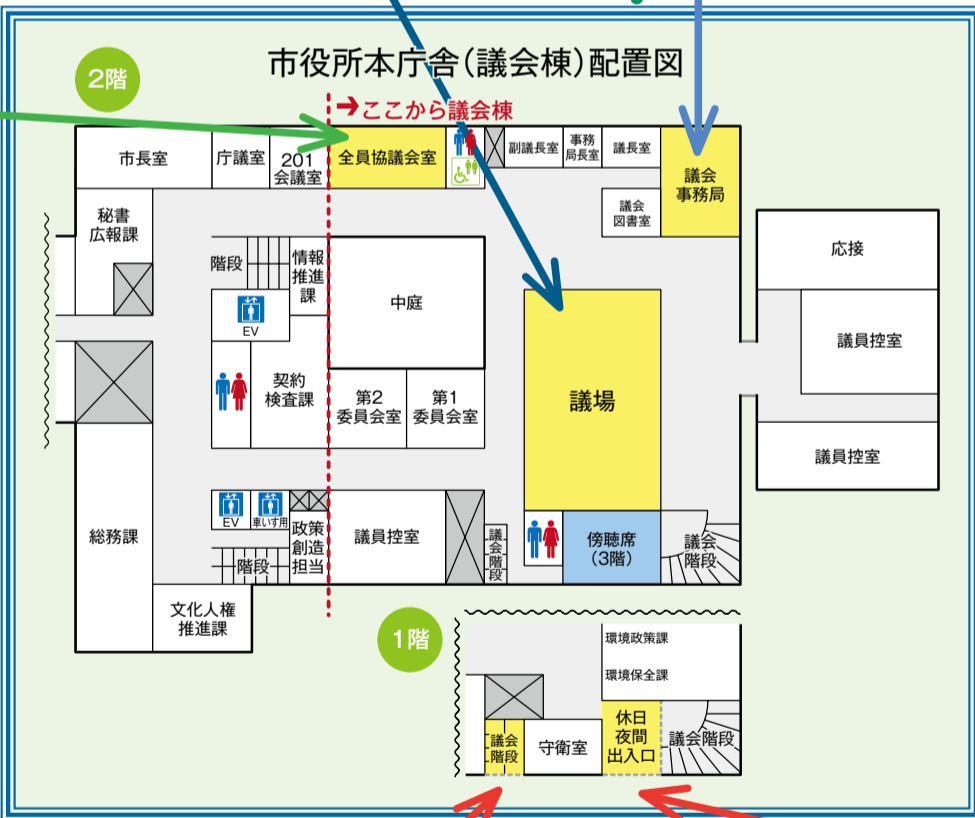 市役所本庁舎(議会棟)配置図
2階
➔ここから議会棟
市長室
庁議室
201
会議室
全員協議会室
副議長室
事務
局長室
議長室
議会
事務局
秘書
広報課
議会
図書室
応接
階段
情報
推進
課
中庭
EV
議員控室
契約
検査課
第2
委員会室
第1
委員会室
議場
議員控室
総務課
EV
車いす用
政策
創造
担当
議員控室
議会階段
傍聴席
(3階)
議会
階段
階段
文化人権
推進課
1階
環境政策課
環境保全課
議会
階段
守衛室
休日
夜間
出入口
議会階段